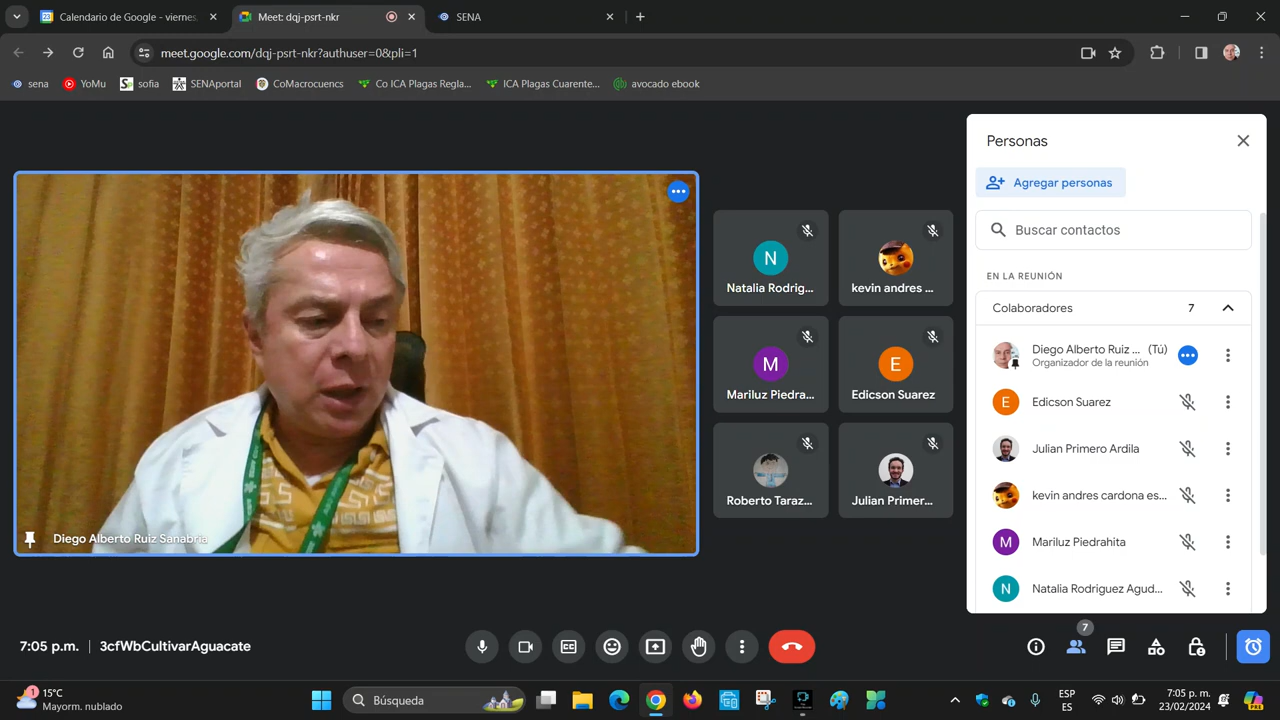 Calendario de Google - viernes,
Meet: dqj-psrt-nkr
SENA
meet.google.com/dqj-psrt-nkr?authuser=0&pli=1
sena
YoMu
sofia
SENAportal
CoMacrocuencs
Co ICA Plagas Regla...
ICA Plagas Cuarente...
avocado ebook
Personas
Agregar personas
Buscar contactos
EN LA REUNIÓN
Colaboradores 7
Diego Alberto Ruiz ... (Tú)
Organizador de la reunión
E Edicson Suarez
Julian Primero Ardila
kevin andres cardona es...
M Mariluz Piedrahita
N Natalia Rodriguez Agud...
N
Natalia Rodrig...
kevin andres ...
M
Mariluz Piedra...
E
Edicson Suarez
Roberto Taraz...
Julian Primer...
Diego Alberto Ruiz Sanabria
7:05 p.m. | 3cfWbCultivarAguacate
7
1
15°C
Mayorm. nublado
Búsqueda
ESP
ES
7:05 p. m.
23/02/2024